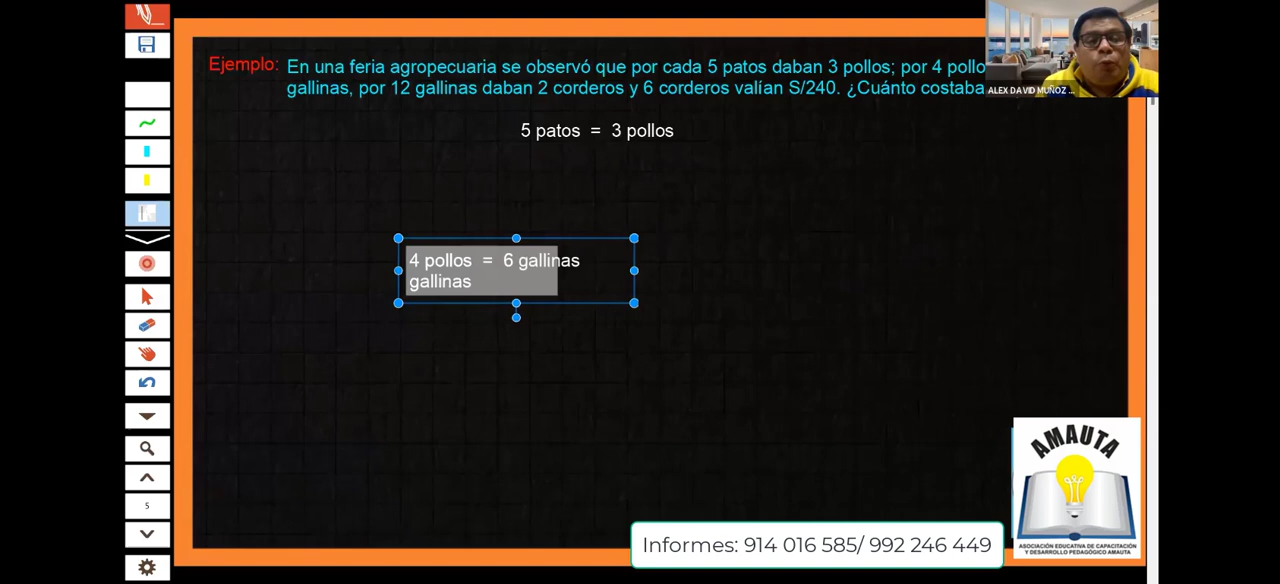 Ejemplo: En una feria agropecuaria se observó que por cada 5 patos daban 3 pollos; por 4 pollo
gallinas, por 12 gallinas daban 2 corderos y 6 corderos valían S/240. ¿Cuánto costaba
ALEX DAVID MUÑOZ ...
5 patos = 3 pollos
4 pollos = 6 gallinas
gallinas
5
AMAUTA
ASOCIACIÓN EDUCATIVA DE CAPACITACIÓN
Y DESARROLLO PEDAGÓGICO AMAUTA
Informes: 914 016 585/ 992 246 449